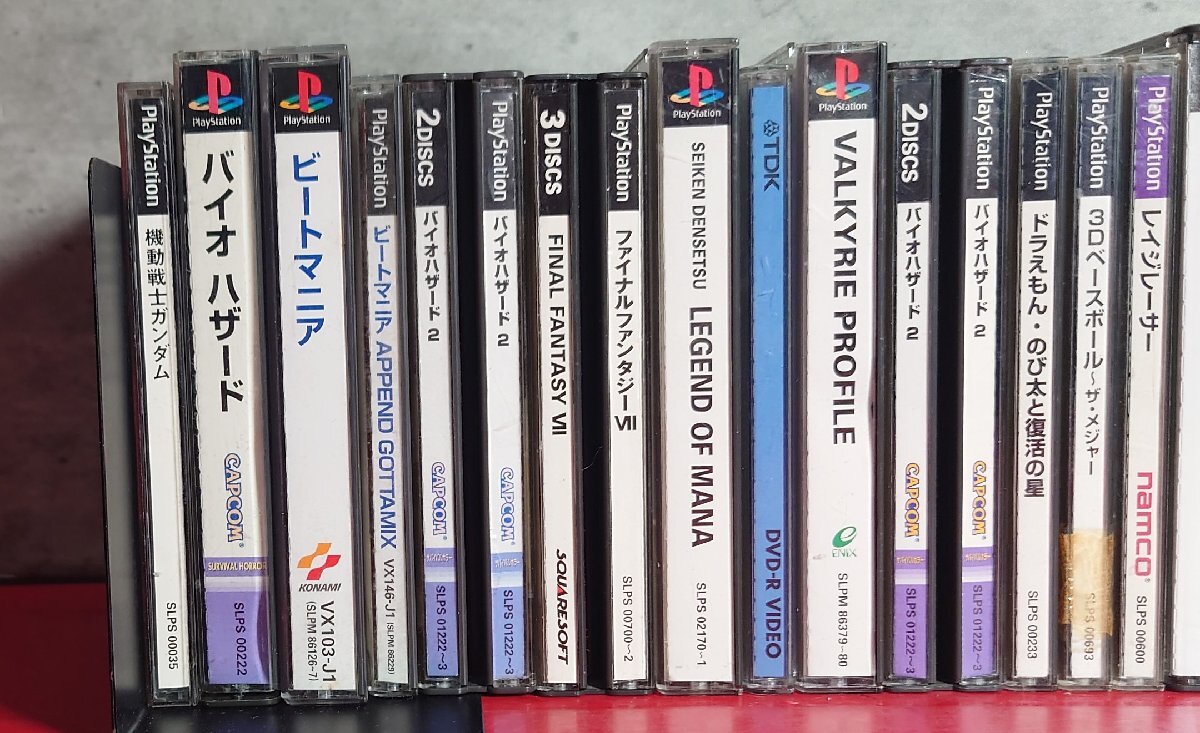 PlayStation
機動戦士ガンダム
SLPS 00035
PlayStation
バイオ ハザード
CAPCOM
SURVIVAL HORROR
SLPS 00222
PlayStation
ビートマニア
KONAMI
VX103-J1
(SLPM 86126~7)
PlayStation
ビートマニア APPEND GOTTAMIX
VX146-J1 (SLPM 86229)
2 DISCS
バイオハザード 2
CAPCOM
SLPS 01222~3
PlayStation
バイオハザード 2
CAPCOM
SLPS 01222~3
3 DISCS
FINAL FANTASY VII
SQUARESOFT
PlayStation
ファイナルファンタジーVII
SLPS 00700~2
PlayStation
SEIKEN DENSETSU LEGEND OF MANA
SLPS 02170~1
TDK
DVD-R VIDEO
PlayStation
VALKYRIE PROFILE
ENIX
SLPM 86379~80
2 DISCS
バイオハザード 2
CAPCOM
SLPS 01222~3
PlayStation
バイオハザード 2
CAPCOM
SLPS 01222~3
PlayStation
ドラえもん・のび太と復活の星
SLPS 00233
PlayStation
3Dベースボール~ザ・メジャー
SLPS 00693
PlayStation
レイジレーサー
namco
SLPS 00600